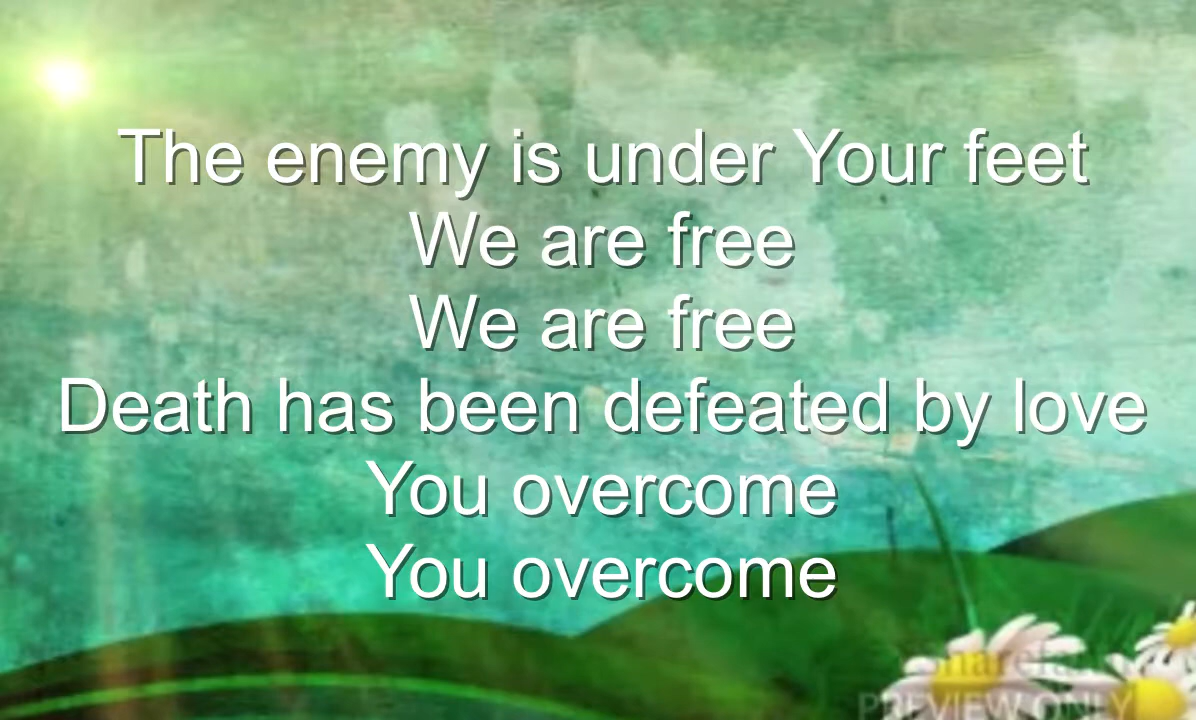 The enemy is under Your feet
We are free
We are free
Death has been defeated by love
You overcome
You overcome
PREVIEW ONLY